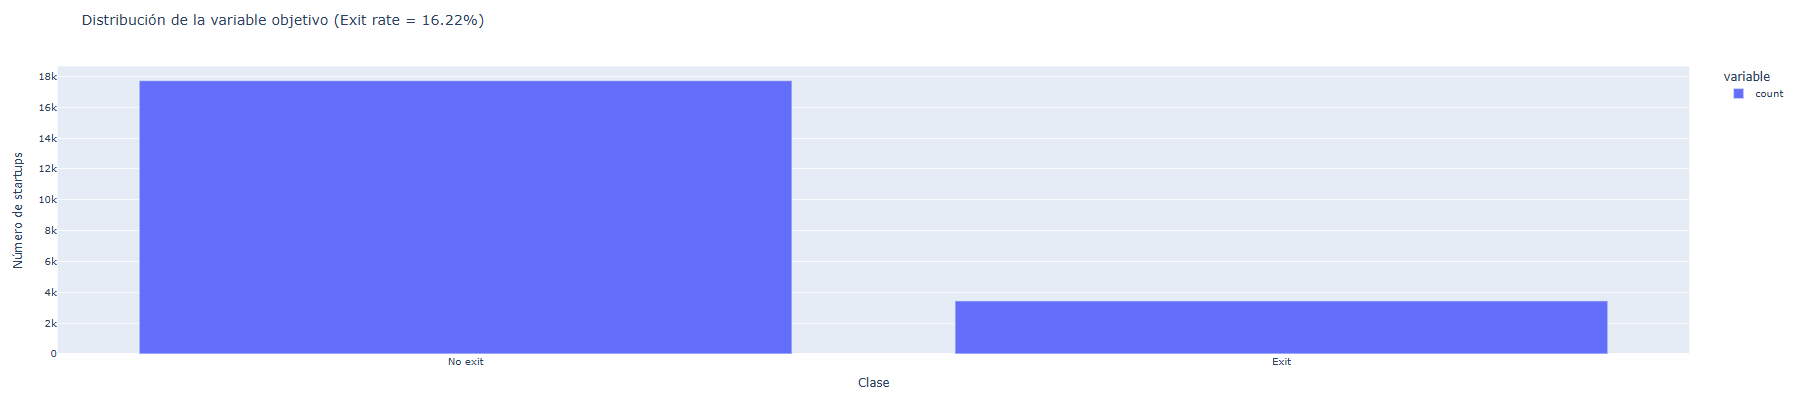 Distribución de la variable objetivo (Exit rate = 16.22%)
variable
count
Número de startups
18k
16k
14k
12k
10k
8k
6k
4k
2k
0
No exit
Exit
Clase